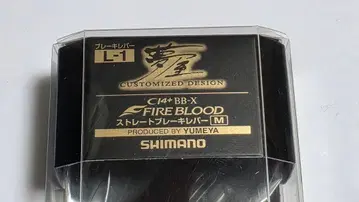 ブレーキレバー
L-1
夢屋
CUSTOMIZED DESIGN
CI4+ BB-X
FIRE BLOOD
ストレートブレーキレバー M
PRODUCED BY YUMEYA
SHIMANO